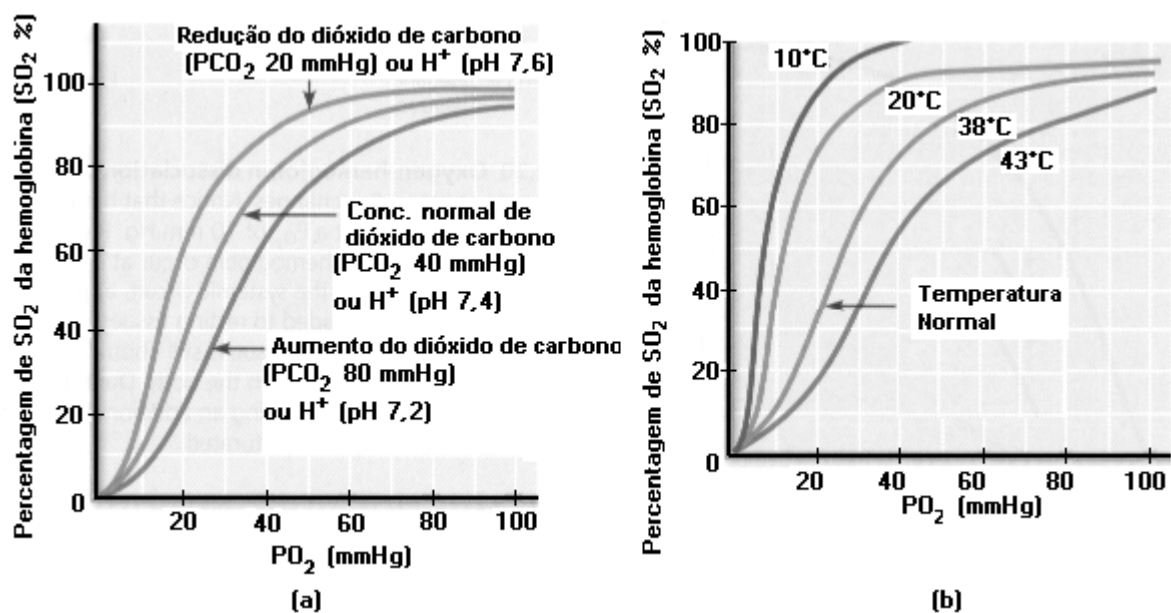 Percentagem de SO₂ da hemoglobina (SO₂ %)
Redução do dióxido de carbono
(PCO₂ 20 mmHg) ou H⁺ (pH 7,6)
100
80
60
40
20
0
Conc. normal de
dióxido de carbono
(PCO₂ 40 mmHg)
ou H⁺ (pH 7,4)
Aumento do dióxido de carbono
(PCO₂ 80 mmHg)
ou H⁺ (pH 7,2)
20 40 60 80 100
PO₂ (mmHg)
(a)
Percentagem de SO₂ da hemoglobina (SO₂ %)
100
80
60
40
20
0
10°C
20°C
38°C
43°C
Temperatura
Normal
20 40 60 80 100
PO₂ (mmHg)
(b)